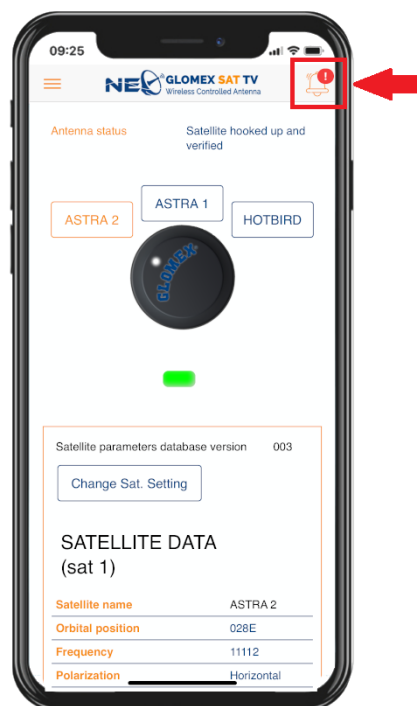 09:25
NEO GLOMEX SAT TV
Wireless Controlled Antenna
!
Antenna status Satellite hooked up and
verified
ASTRA 1
ASTRA 2 HOTBIRD
GLOMEX
Satellite parameters database version 003
Change Sat. Setting
SATELLITE DATA
(sat 1)
Satellite name ASTRA 2
Orbital position 028E
Frequency 11112
Polarization Horizontal